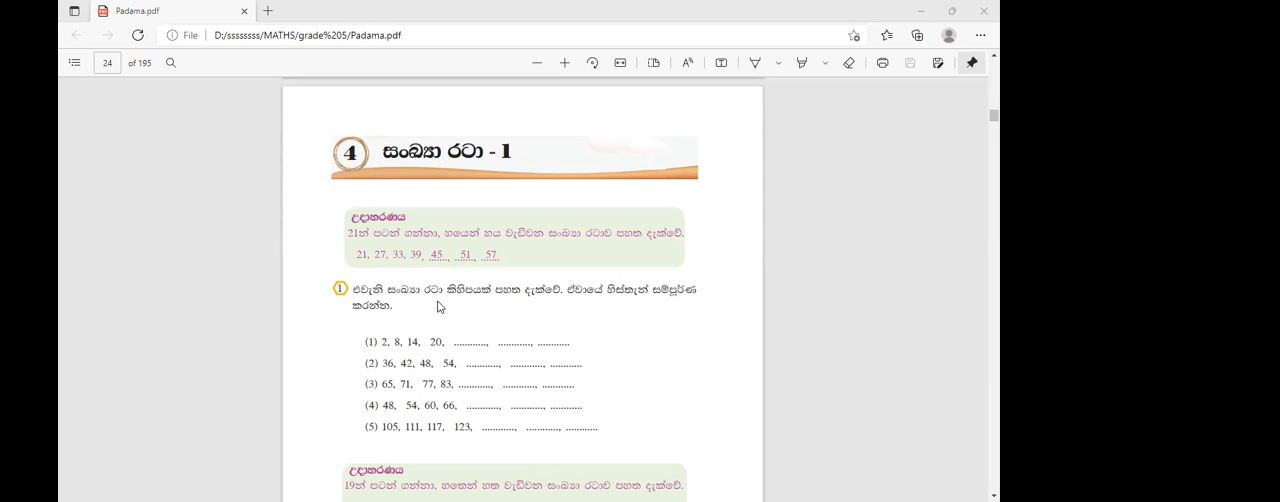 Padama.pdf
File D:/ssssssss/MATHS/grade%205/Padama.pdf
24 of 195
4 සංඛ්‍යා රටා - 1
උදාහරණය
21න් පටන් ගන්නා, හයෙන් හය වැඩිවන සංඛ්‍යා රටාව පහත දැක්වේ.
21, 27, 33, 39, 45, 51, 57
1 එවැනි සංඛ්‍යා රටා කිහිපයක් පහත දැක්වේ. ඒවායේ හිස්තැන් සම්පූර්ණ
කරන්න.
(1) 2, 8, 14, 20, ............, ............, ............
(2) 36, 42, 48, 54, ............, ............, ............
(3) 65, 71, 77, 83, ............, ............, ............
(4) 48, 54, 60, 66, ............, ............, ............
(5) 105, 111, 117, 123, ............, ............, ............
උදාහරණය
19න් පටන් ගන්නා, හතෙන් හත වැඩිවන සංඛ්‍යා රටාව පහත දැක්වේ.